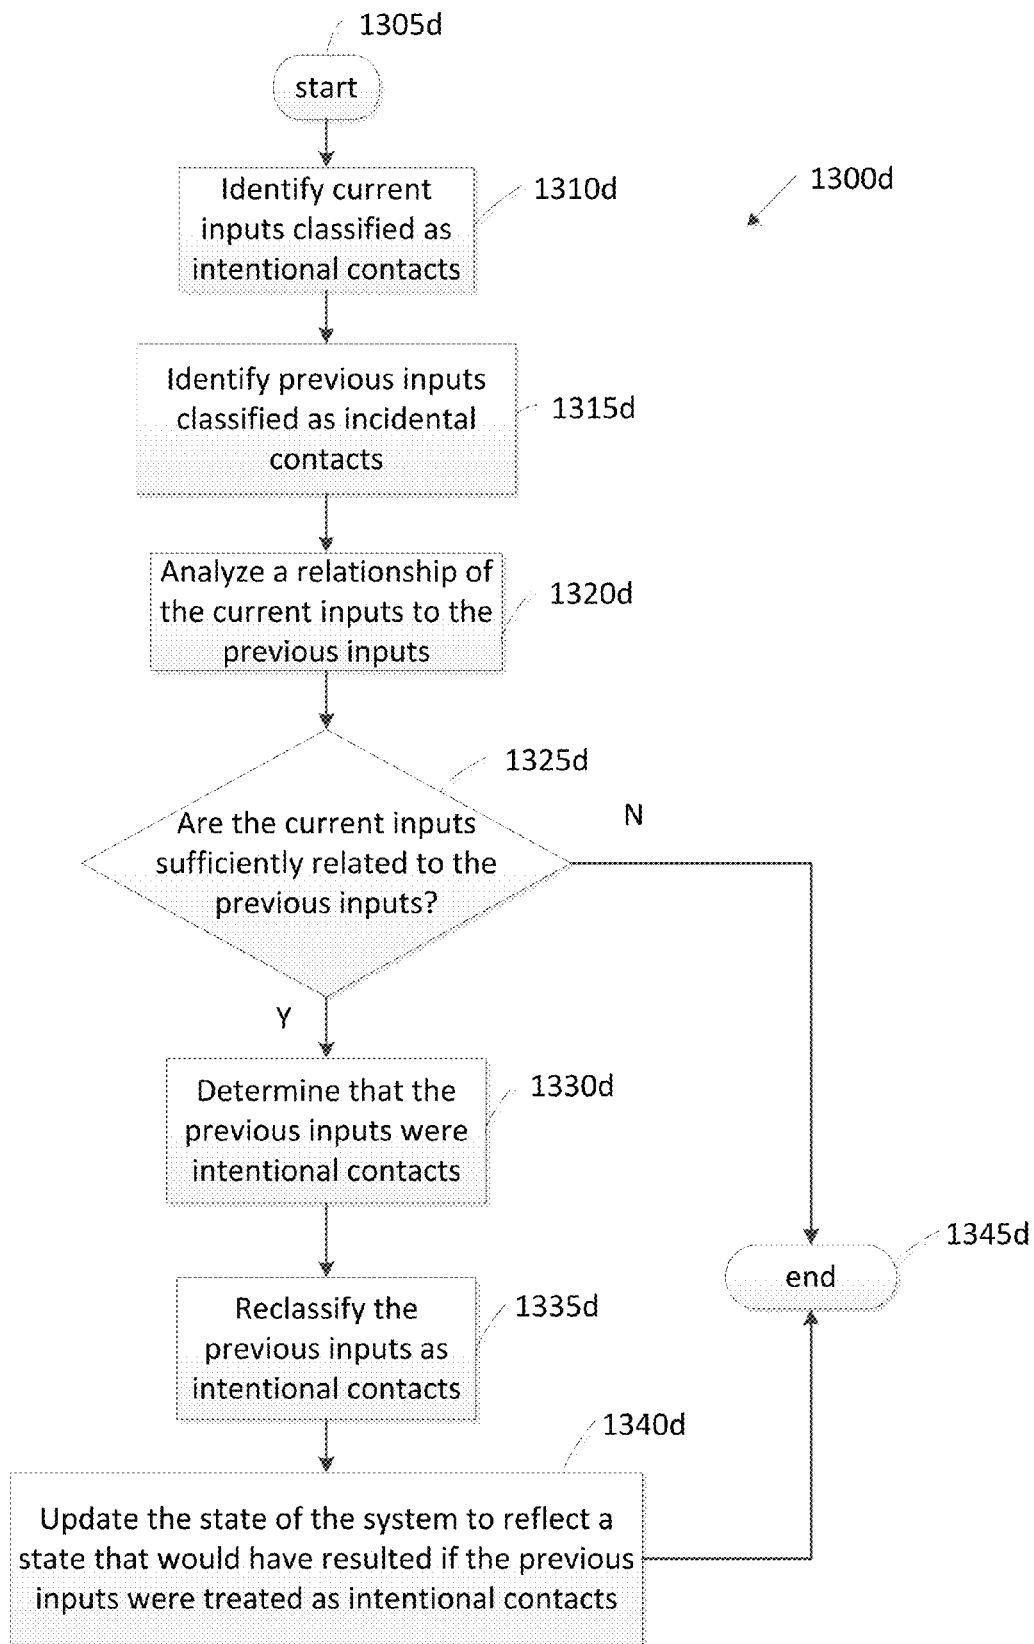 1305d
start
1300d
Identify current
inputs classified as
intentional contacts
1310d
Identify previous inputs
classified as incidental
contacts
1315d
Analyze a relationship of
the current inputs to the
previous inputs
1320d
1325d
Are the current inputs
sufficiently related to the
previous inputs?
N
Y
Determine that the
previous inputs were
intentional contacts
1330d
Reclassify the
previous inputs as
intentional contacts
1335d
end
1345d
1340d
Update the state of the system to reflect a
state that would have resulted if the previous
inputs were treated as intentional contacts